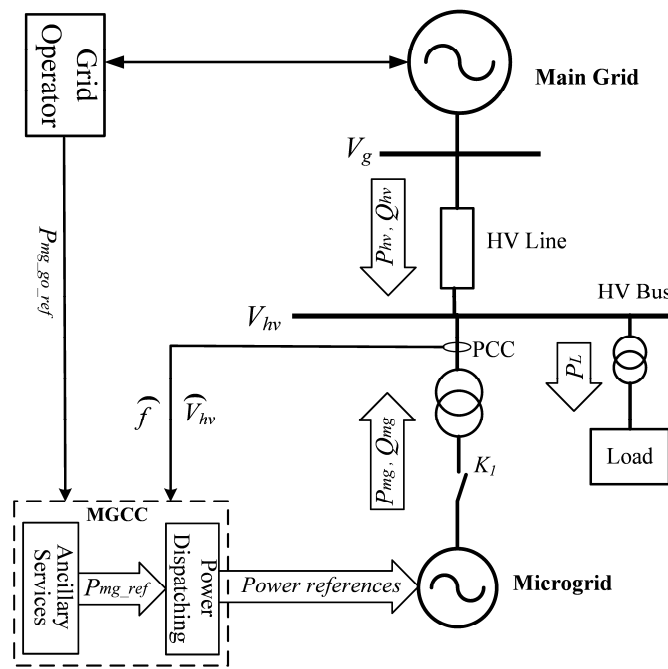 Grid
Operator
Main Grid
V_g
P_hv, Q_hv
HV Line
P_mg_go_ref
HV Bus
V_hv
PCC
P_L
f̑
V̑_hv
P_mg, Q_mg
K_1
Load
MGCC
Ancillary
Services
P_mg_ref
Power
Dispatching
Power references
Microgrid